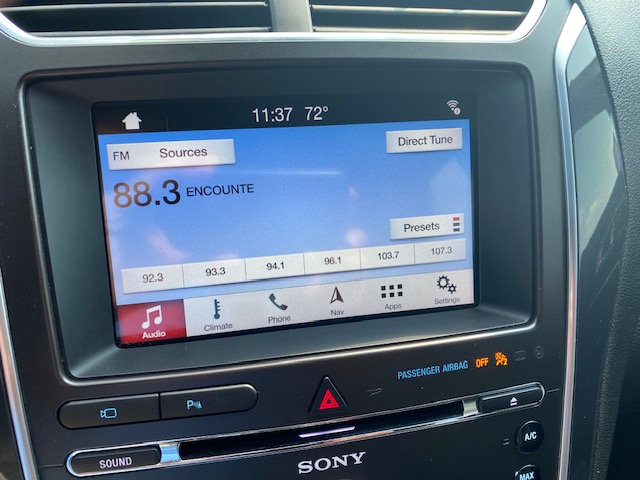 11:37 72°
FM Sources
Direct Tune
88.3 ENCOUNTE
Presets
92.3 93.3 94.1 96.1 103.7 107.3
Audio Climate Phone Nav Apps Settings
PASSENGER AIRBAG OFF
P
A/C
SOUND
SONY
MAX